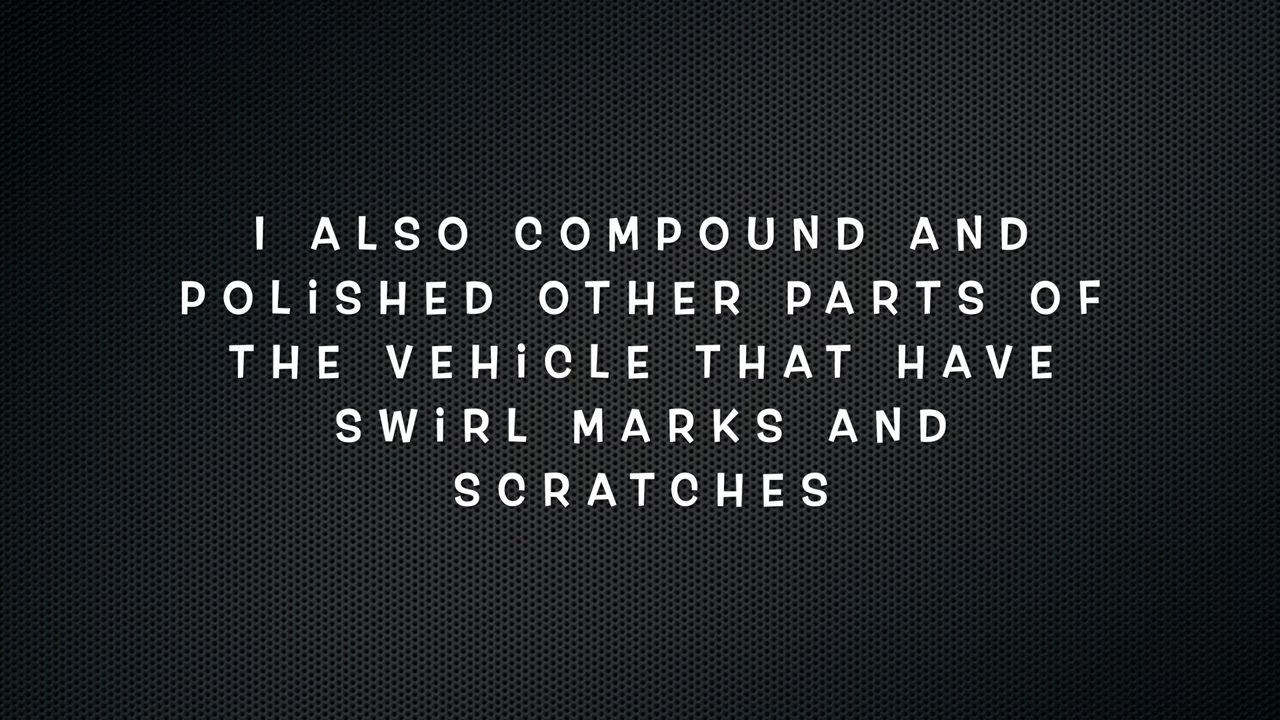 I ALSO COMPOUND AND
POLiSHED OTHER PARTS OF
THE VEHiCLE THAT HAVE
SWiRL MARKS AND
SCRATCHES